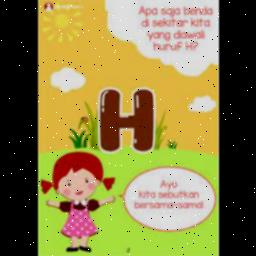 Apa saja benda
di sekitar kita
yang diawali
huruf H?
H
Ayo
kita sebutkan
bersama-sama!